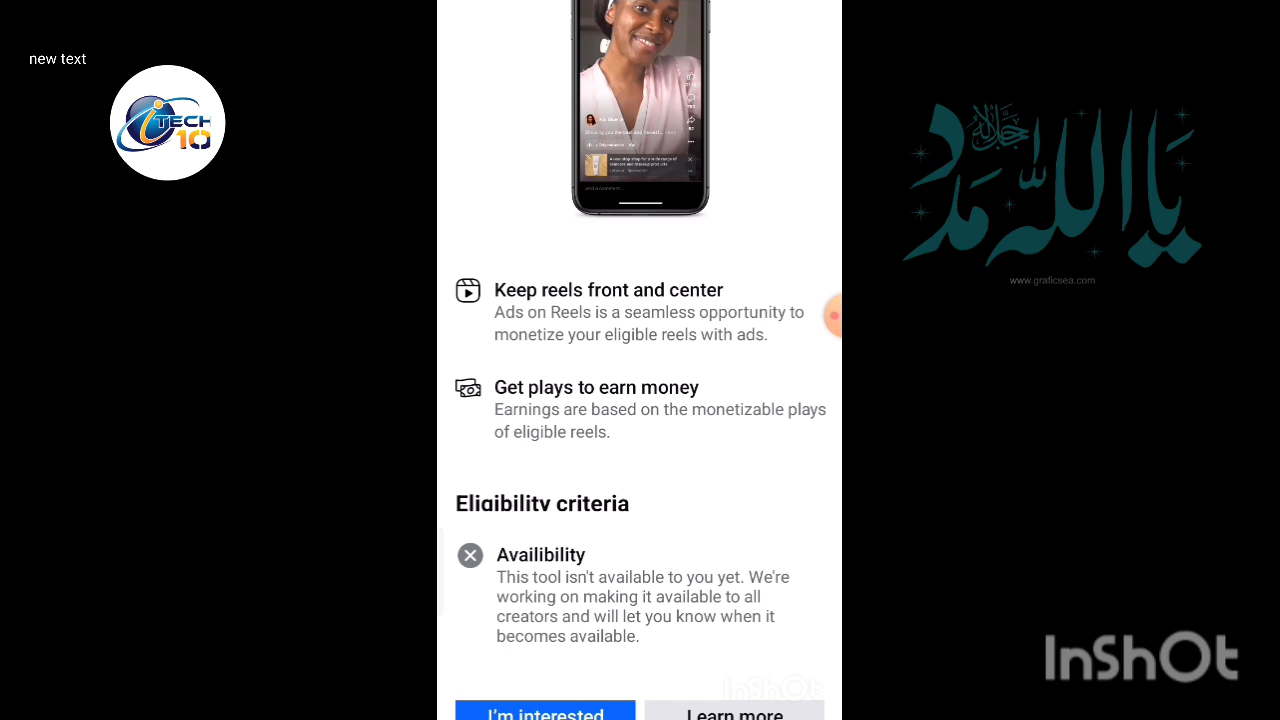 new text
iTECH
10
Add a comment...
Keep reels front and center
Ads on Reels is a seamless opportunity to
monetize your eligible reels with ads.
Get plays to earn money
Earnings are based on the monetizable plays
of eligible reels.
Eligibility criteria
Availibility
This tool isn't available to you yet. We're
working on making it available to all
creators and will let you know when it
becomes available.
I'm interested
Learn more
يا الله مدد
جل جلاله
www.graficsea.com
InShOt
InShOt